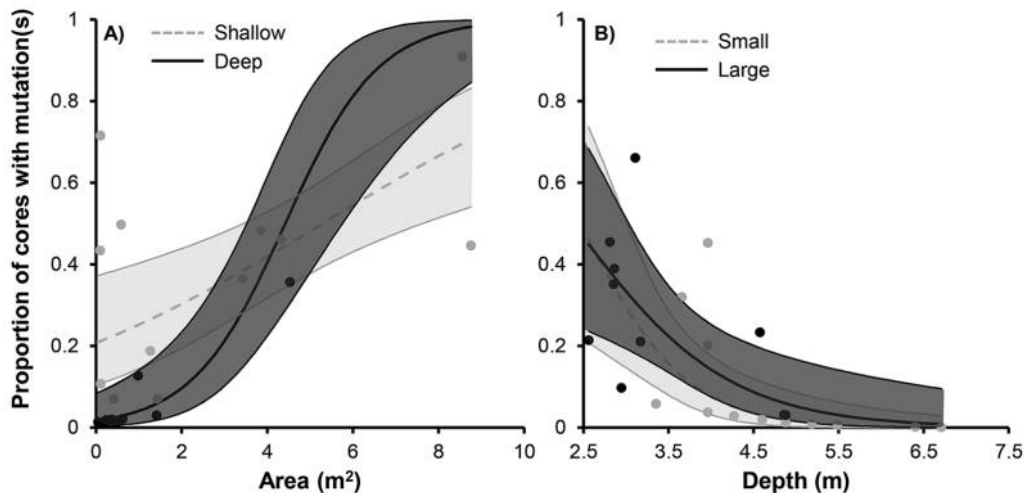 Proportion of cores with mutation(s)
A)
Shallow
Deep
1
0.8
0.6
0.4
0.2
0
0 2 4 6 8 10
Area (m²)
B)
Small
Large
1
0.8
0.6
0.4
0.2
0
2.5 3.5 4.5 5.5 6.5 7.5
Depth (m)